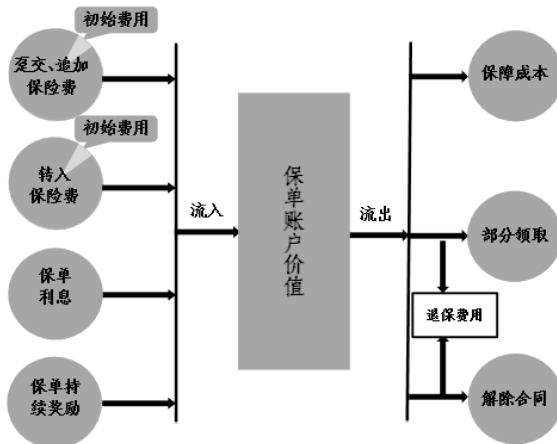 初始费用
趸交、追加
保险费
初始费用
转入
保险费
保单
利息
保单持
续奖励
流入
保单账户价值
流出
保障成本
部分领取
退保费用
解除合同